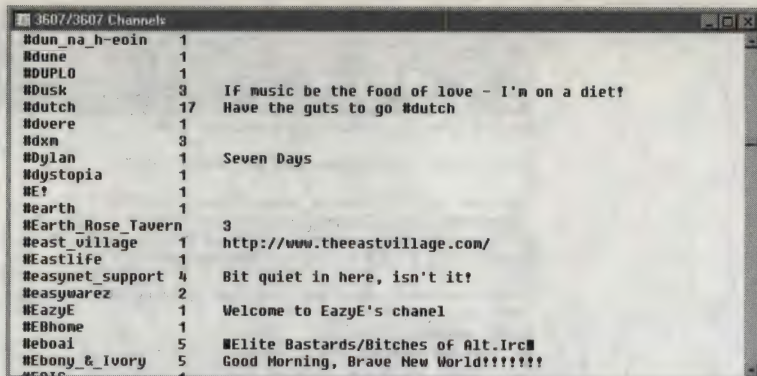 3607/3607 Channels
#dun_na_h-eoin 1
#dune 1
#DUPLO 1
#Dusk 3 If music be the food of love - I'm on a diet!
#dutch 17 Have the guts to go #dutch
#dvere 1
#dxm 3
#Dylan 1 Seven Days
#dystopia 1
#E! 1
#earth 1
#Earth_Rose_Tavern 3
#east_village 1 http://www.theeastvillage.com/
#Eastlife 1
#easynet_support 4 Bit quiet in here, isn't it!
#easywarez 2
#EazyE 1 Welcome to EazyE's chanel
#EBhome 1
#eboai 5 ■Elite Bastards/Bitches of Alt.Irc■
#Ebony_&_Ivory 5 Good Morning, Brave New World!!!!!!!